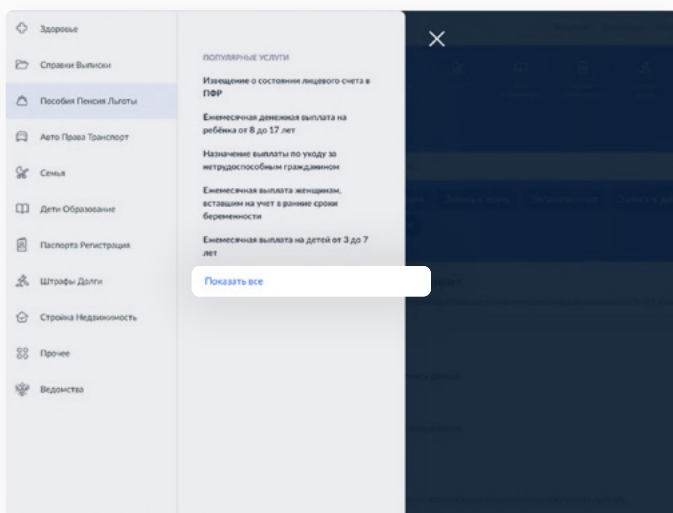 Здоровье
Справки Выписки
Пособия Пенсия Льготы
Авто Права Транспорт
Семья
Дети Образование
Паспорта Регистрация
Штрафы Долги
Стройка Недвижимость
Прочее
Ведомства
ПОПУЛЯРНЫЕ УСЛУГИ
Извещение о состоянии лицевого счета в
ПФР
Ежемесячная денежная выплата на
ребёнка от 8 до 17 лет
Назначение выплаты по уходу за
нетрудоспособным гражданином
Ежемесячная выплата женщинам,
вставшим на учет в ранние сроки
беременности
Ежемесячная выплата на детей от 3 до 7
лет
Показать все